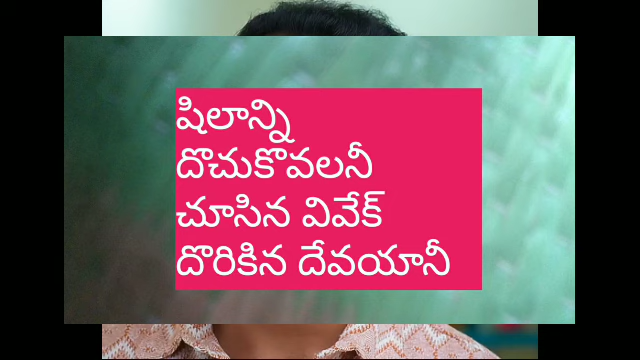 షిలాన్ని
దొచుకొవలనీ
చూసిన వివేక్
దొరికిన దేవయానీ